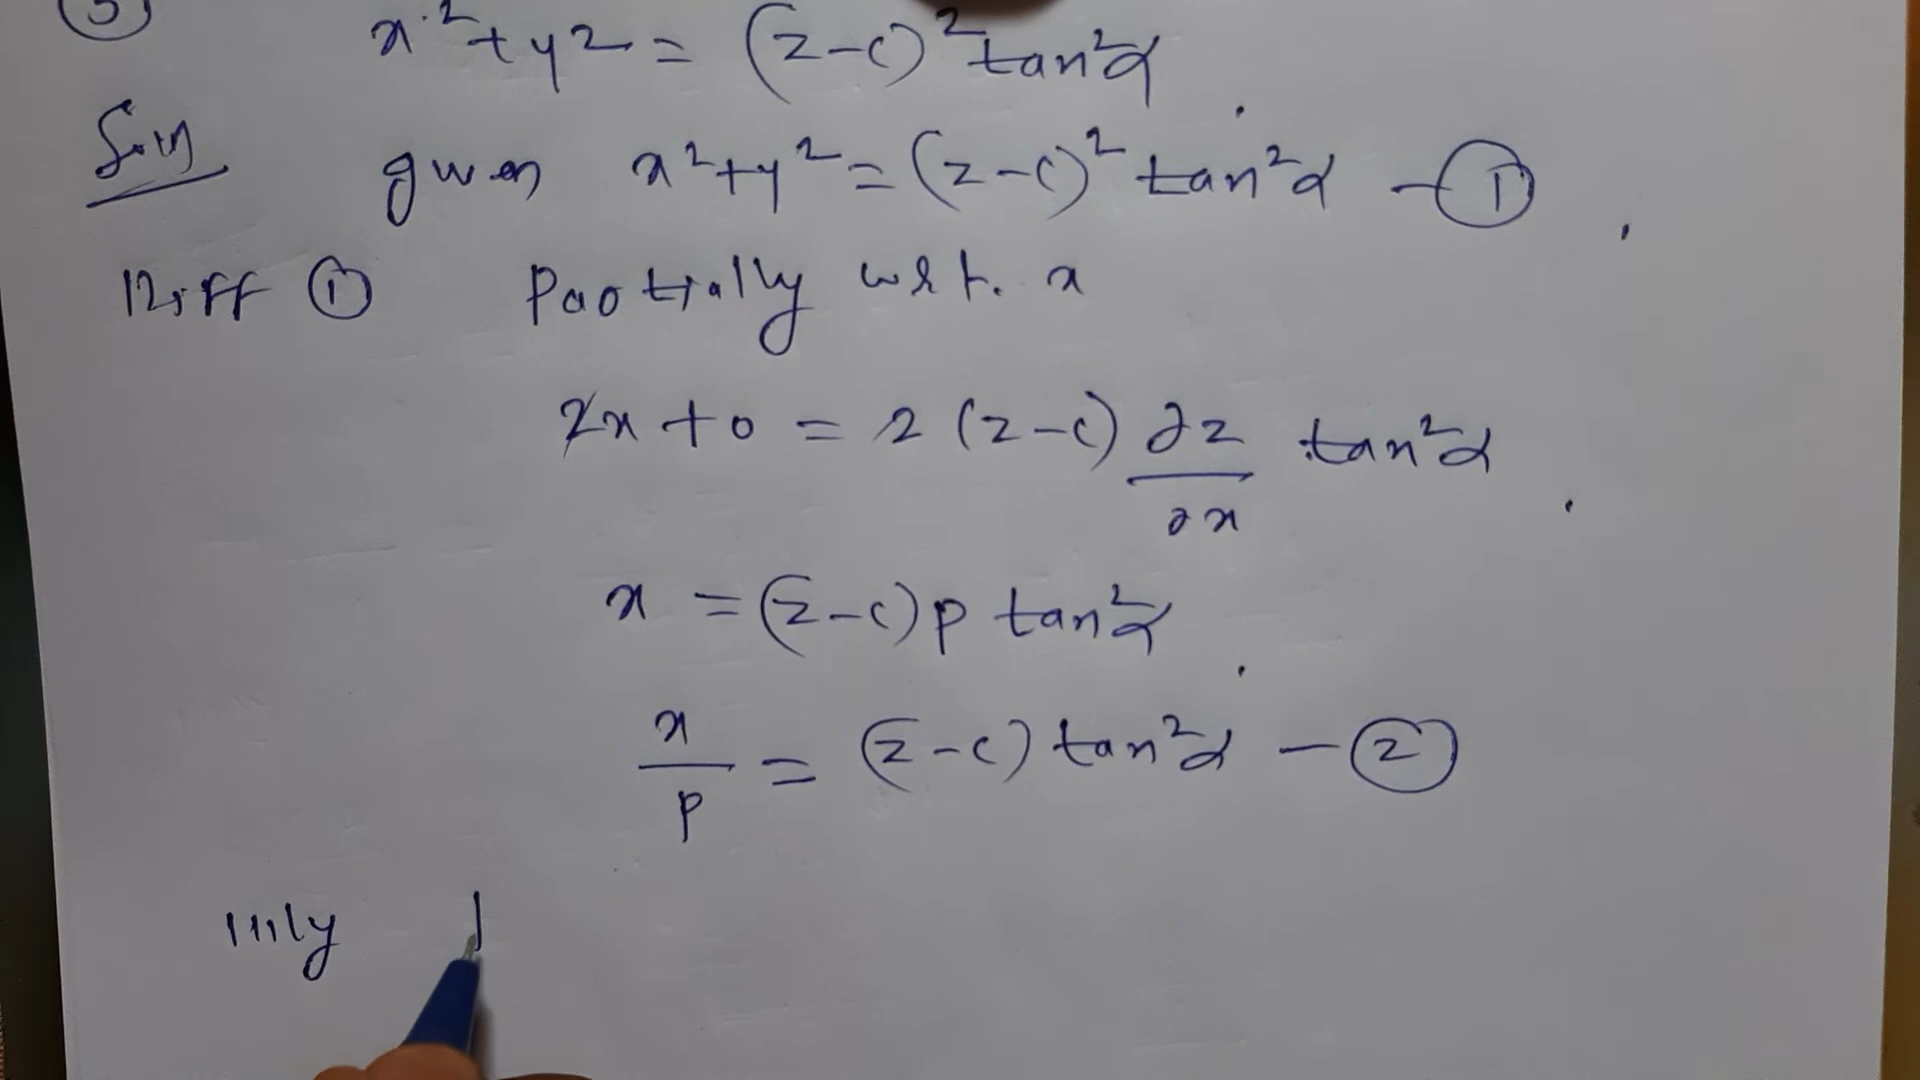 x²+y² = (z-c)² tan²α
Soln given x²+y² = (z-c)² tan²α - ①
Diff ① Partially w.r.t. x
2x + 0 = 2 (z-c) ∂z/∂x tan²α
x = (z-c) p tan²α
x/p = (z-c) tan²α - ②
lllly